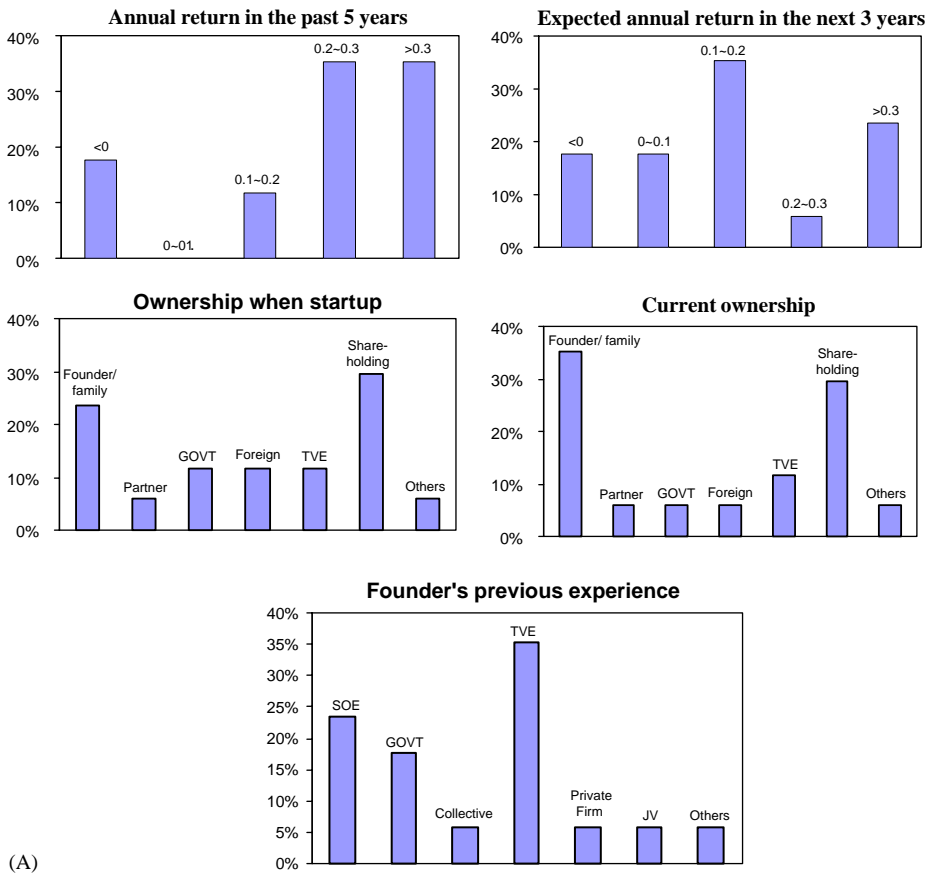 Annual return in the past 5 years
40%
30%
20%
10%
0%
<0
0~01.
0.1~0.2
0.2~0.3
>0.3
Expected annual return in the next 3 years
40%
30%
20%
10%
0%
<0
0~0.1
0.1~0.2
0.2~0.3
>0.3
Ownership when startup
40%
30%
20%
10%
0%
Founder/
family
Partner
GOVT
Foreign
TVE
Share-
holding
Others
Current ownership
40%
30%
20%
10%
0%
Founder/ family
Partner
GOVT
Foreign
TVE
Share-
holding
Others
Founder's previous experience
40%
35%
30%
25%
20%
15%
10%
5%
0%
SOE
GOVT
Collective
TVE
Private
Firm
JV
Others
(A)